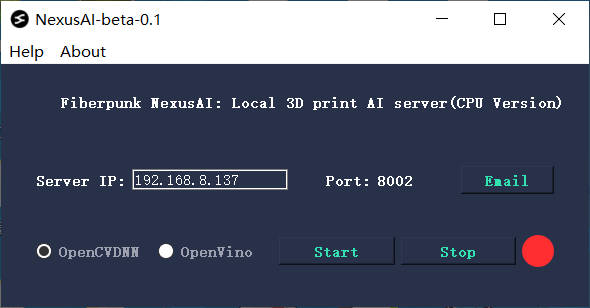 NexusAI-beta-0.1
Help About
Fiberpunk NexusAI: Local 3D print AI server(CPU Version)
Server IP: 192.168.8.137 Port: 8002 Email
OpenCVDNN OpenVino Start Stop